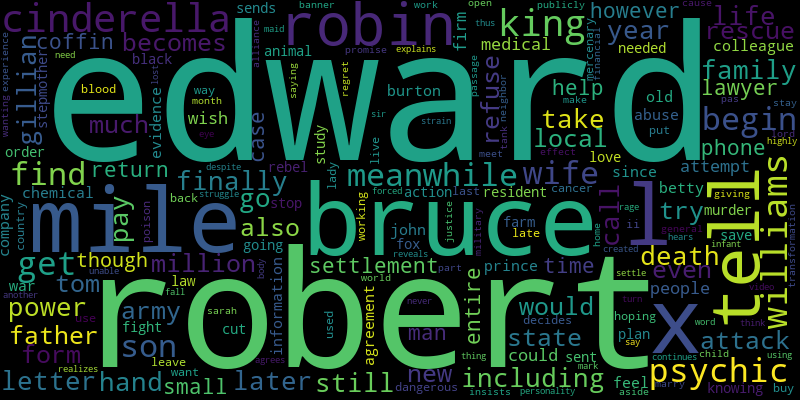 cinderella
edward
robin
king
life
rescue
becomes
sends
banner
work
open
publicly
however
year
coffin
firm
medical
needed
colleague
animal
black
saying
burton
help
family
lawyer
gillian
stepmother
evidence
much
wish
case
study
refuse
local
take
begin
phone
find
return
meanwhile
wife
finally
go
also
mile
bruce
l
tell
williams
call
try
murder
save
death
even
people
attack
psychic
get
though
million
settlement
prince
time
pay
company
chemical
tom
law
army
power
father
form
son
letter
hand
small
later
still
including
robert
x
would
state
could
sent
new
man
entire
agreement
information
dangerous
insists
personality
knowing
buy
feel
plan
hoping
decides
resident
farm
late
fox
john
action
justice
military
working
blood
month
regret
explains
promise
alliance
maid
order
war
country
poison
fight
leave
realizes
another
unable
sarah
cut
fall
used
world
reveals
part
never
forced
struggle
despite
live
lady
rebel
stop
going
back
way
need
wanting
experience
thus
sir
strain
tank
neighbor
passage
meet
mercenary
financially
cause
make
effect
love
old
abuse
put
stay
lost
highly
since
attempt
betty
giving
last
cancer
home
rage
ii
general
hears
infant
video
think
transformation
created
settle
turn
word
say
mark
child
continues
marry
using
aside
thing
agrees
body
want
use
eye